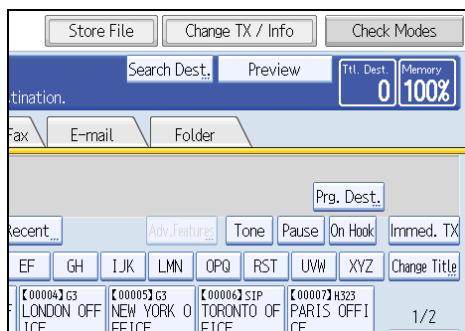 Store File Change TX / Info Check Modes
Search Dest. Preview Ttl. Dest. Memory
tination. 0 100%
Fax E-mail Folder
Prg. Dest.
Recent Adv.Features Tone Pause On Hook Immed. TX
EF GH IJK LMN OPQ RST UVW XYZ Change Title
【00004】G3 【00005】G3 【00006】SIP 【00007】H323
LONDON OFF NEW YORK O TORONTO OF PARIS OFFI 1/2
ICE FFICE FICE CE